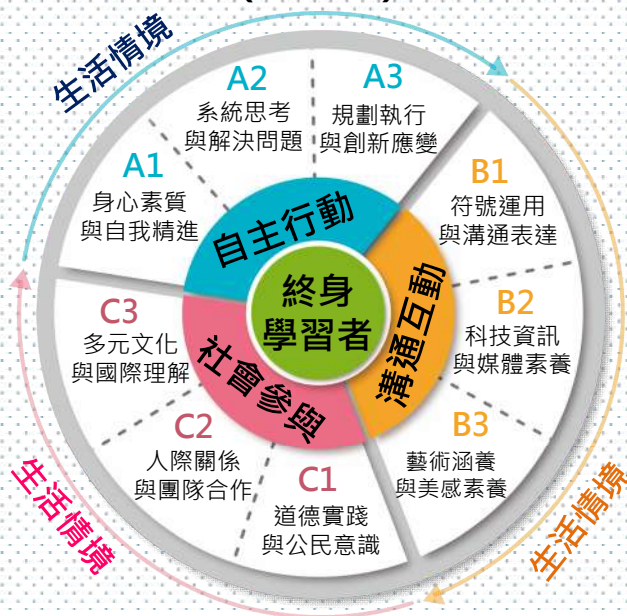 生活情境
A1
身心素質
與自我精進
A2
系統思考
與解決問題
A3
規劃執行
與創新應變
B1
符號運用
與溝通表達
B2
科技資訊
與媒體素養
B3
藝術涵養
與美感素養
生活情境
C1
道德實踐
與公民意識
C2
人際關係
與團隊合作
C3
多元文化
與國際理解
生活情境
自主行動
溝通互動
社會參與
終身
學習者